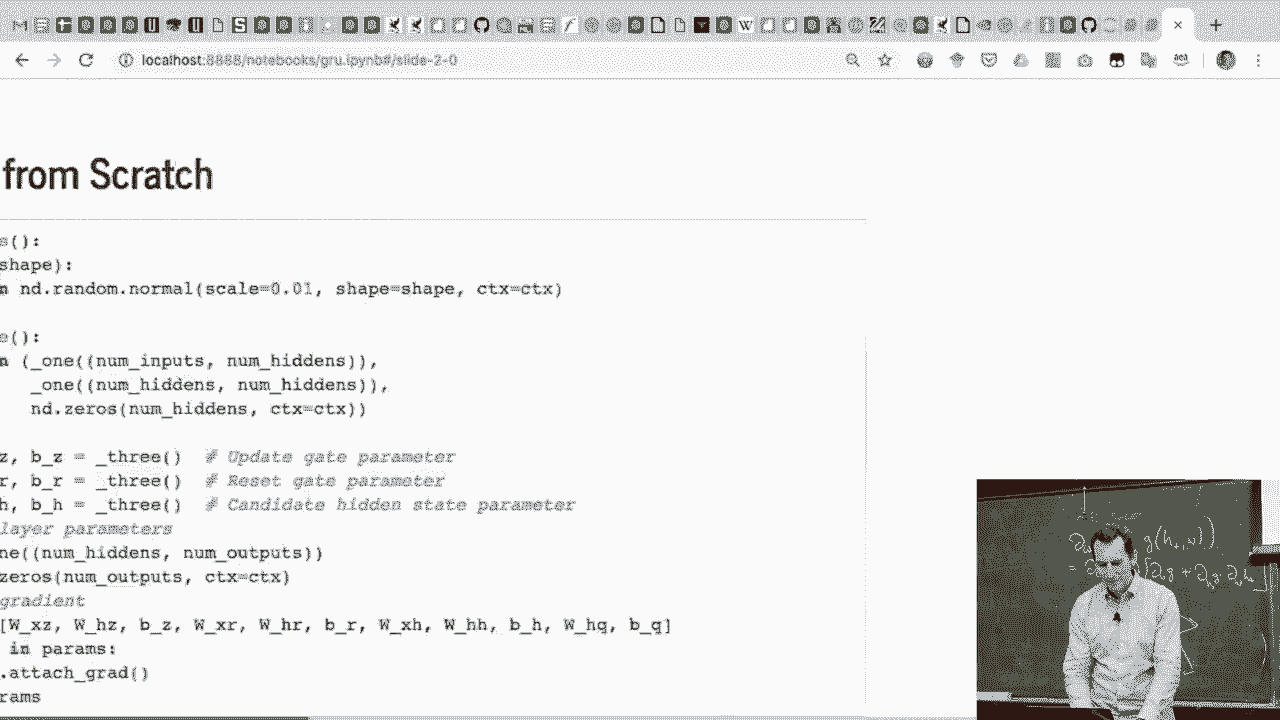 localhost:8888/notebooks/gru.ipynb#/slide-2-0
from Scratch
s():
shape):
n nd.random.normal(scale=0.01, shape=shape, ctx=ctx)
e():
n (_one((num_inputs, num_hiddens)),
_one((num_hiddens, num_hiddens)),
nd.zeros(num_hiddens, ctx=ctx))
z, b_z = _three()  # Update gate parameter
r, b_r = _three()  # Reset gate parameter
h, b_h = _three()  # Candidate hidden state parameter
layer parameters
ne((num_hiddens, num_outputs))
zeros(num_outputs, ctx=ctx)
gradient
[W_xz, W_hz, b_z, W_xr, W_hr, b_r, W_xh, W_hh, b_h, W_hq, b_q]
in params:
.attach_grad()
rams